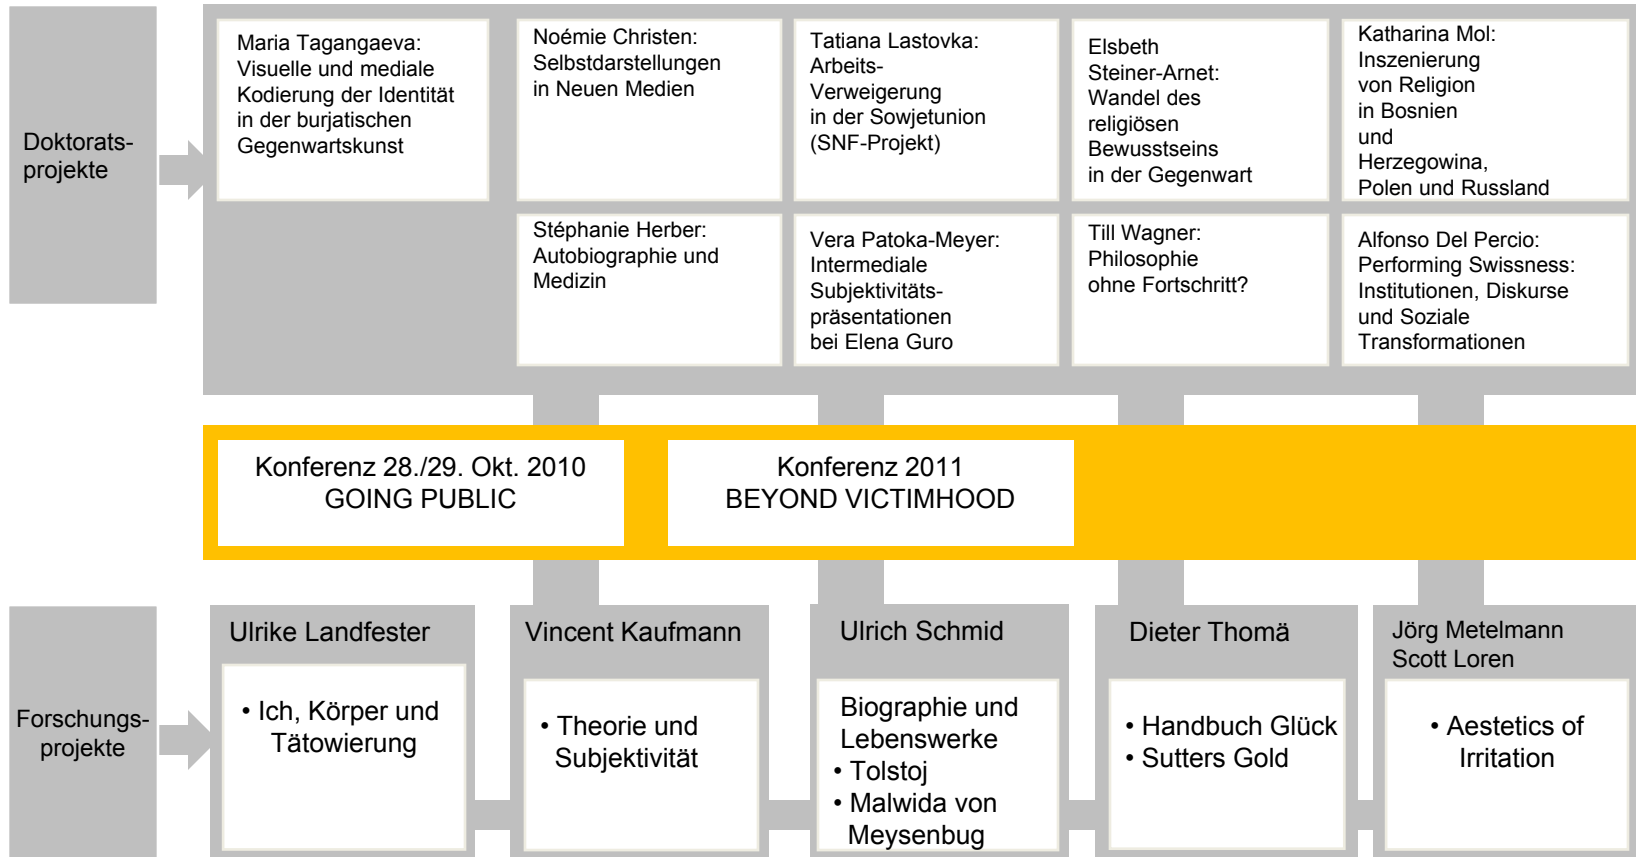 Doktorats-
projekte
Maria Tagangaeva:
Visuelle und mediale
Kodierung der Identität
in der burjatischen
Gegenwartskunst
Noémie Christen:
Selbstdarstellungen
in Neuen Medien
Tatiana Lastovka:
Arbeits-
Verweigerung
in der Sowjetunion
(SNF-Projekt)
Elsbeth
Steiner-Arnet:
Wandel des
religiösen
Bewusstseins
in der Gegenwart
Katharina Mol:
Inszenierung
von Religion
in Bosnien
und
Herzegowina,
Polen und Russland
Stéphanie Herber:
Autobiographie und
Medizin
Vera Patoka-Meyer:
Intermediale
Subjektivitäts-
präsentationen
bei Elena Guro
Till Wagner:
Philosophie
ohne Fortschritt?
Alfonso Del Percio:
Performing Swissness:
Institutionen, Diskurse
und Soziale
Transformationen
Konferenz 28./29. Okt. 2010
GOING PUBLIC
Konferenz 2011
BEYOND VICTIMHOOD
Forschungs-
projekte
Ulrike Landfester
• Ich, Körper und
Tätowierung
Vincent Kaufmann
• Theorie und
Subjektivität
Ulrich Schmid
Biographie und
Lebenswerke
• Tolstoj
• Malwida von
Meysenbug
Dieter Thomä
• Handbuch Glück
• Sutters Gold
Jörg Metelmann
Scott Loren
• Aestetics of
Irritation